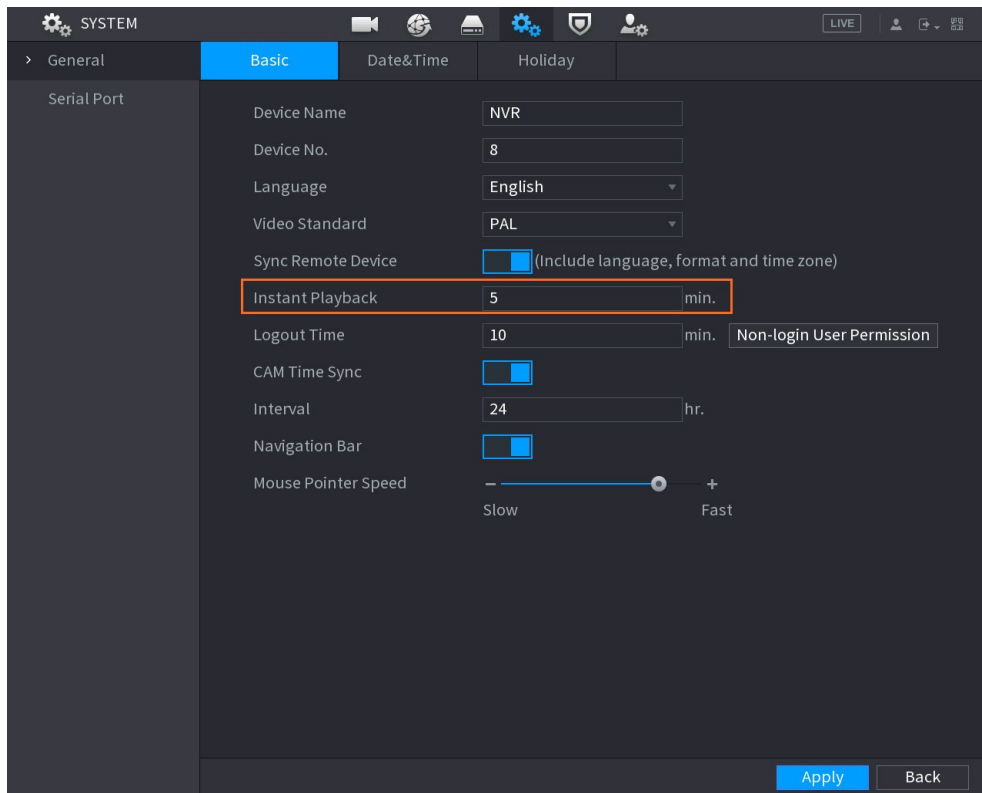 SYSTEM LIVE
General Basic Date&Time Holiday
Serial Port
Device Name NVR
Device No. 8
Language English
Video Standard PAL
Sync Remote Device (Include language, format and time zone)
Instant Playback 5 min.
Logout Time 10 min. Non-login User Permission
CAM Time Sync
Interval 24 hr.
Navigation Bar
Mouse Pointer Speed
Slow Fast
Apply Back